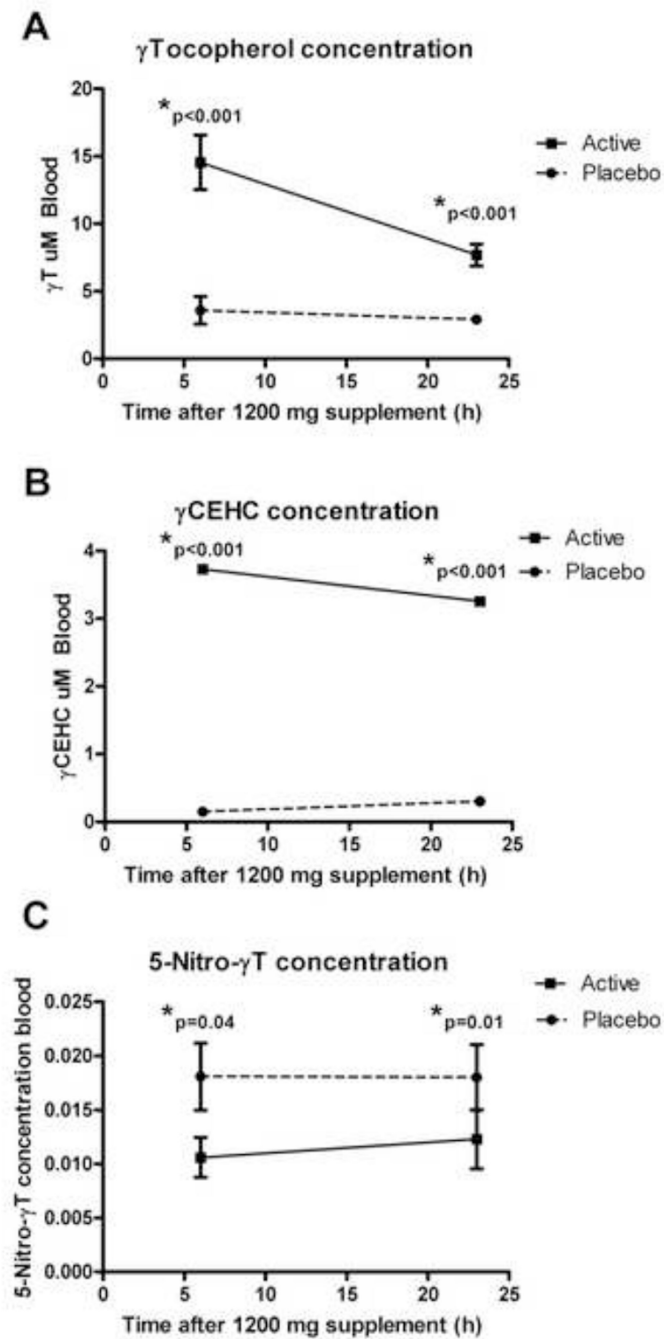 A
γTocopherol concentration
20
15
10
5
0
γT uM Blood
*p<0.001
*p<0.001
Active
Placebo
0 5 10 15 20 25
Time after 1200 mg supplement (h)
B
γCEHC concentration
4
3
2
1
0
γCEHC uM Blood
*p<0.001
*p<0.001
Active
Placebo
0 5 10 15 20 25
Time after 1200 mg supplement (h)
C
5-Nitro-γT concentration
0.025
0.020
0.015
0.010
0.005
0.000
5-Nitro-γT concentration blood
*p=0.04
*p=0.01
Active
Placebo
0 5 10 15 20 25
Time after 1200 mg supplement (h)